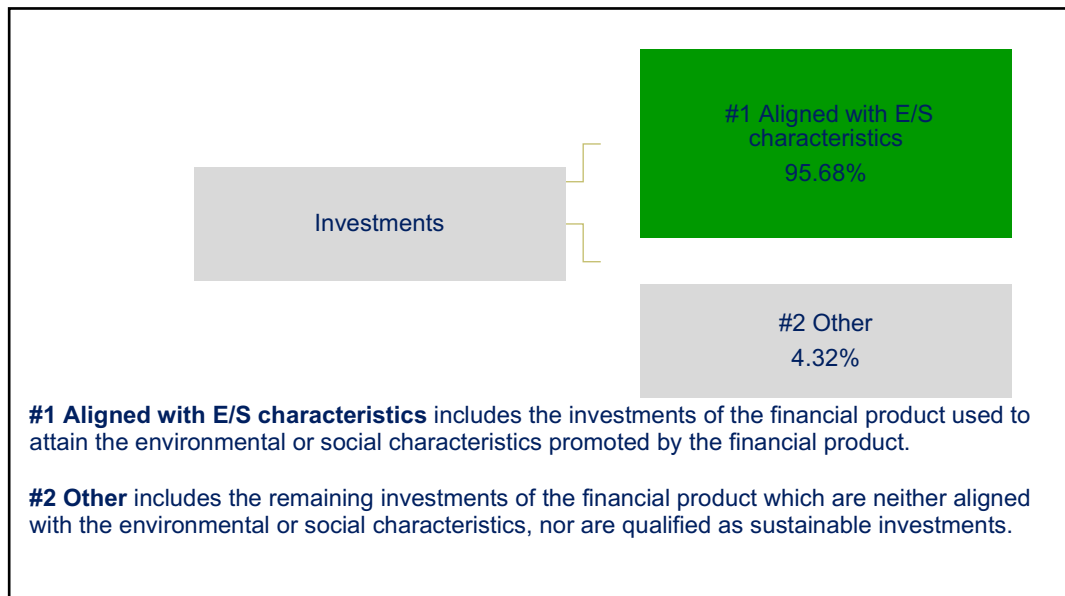 #1 Aligned with E/S
characteristics
95.68%
Investments
#2 Other
4.32%
#1 Aligned with E/S characteristics includes the investments of the financial product used to
attain the environmental or social characteristics promoted by the financial product.
#2 Other includes the remaining investments of the financial product which are neither aligned
with the environmental or social characteristics, nor are qualified as sustainable investments.